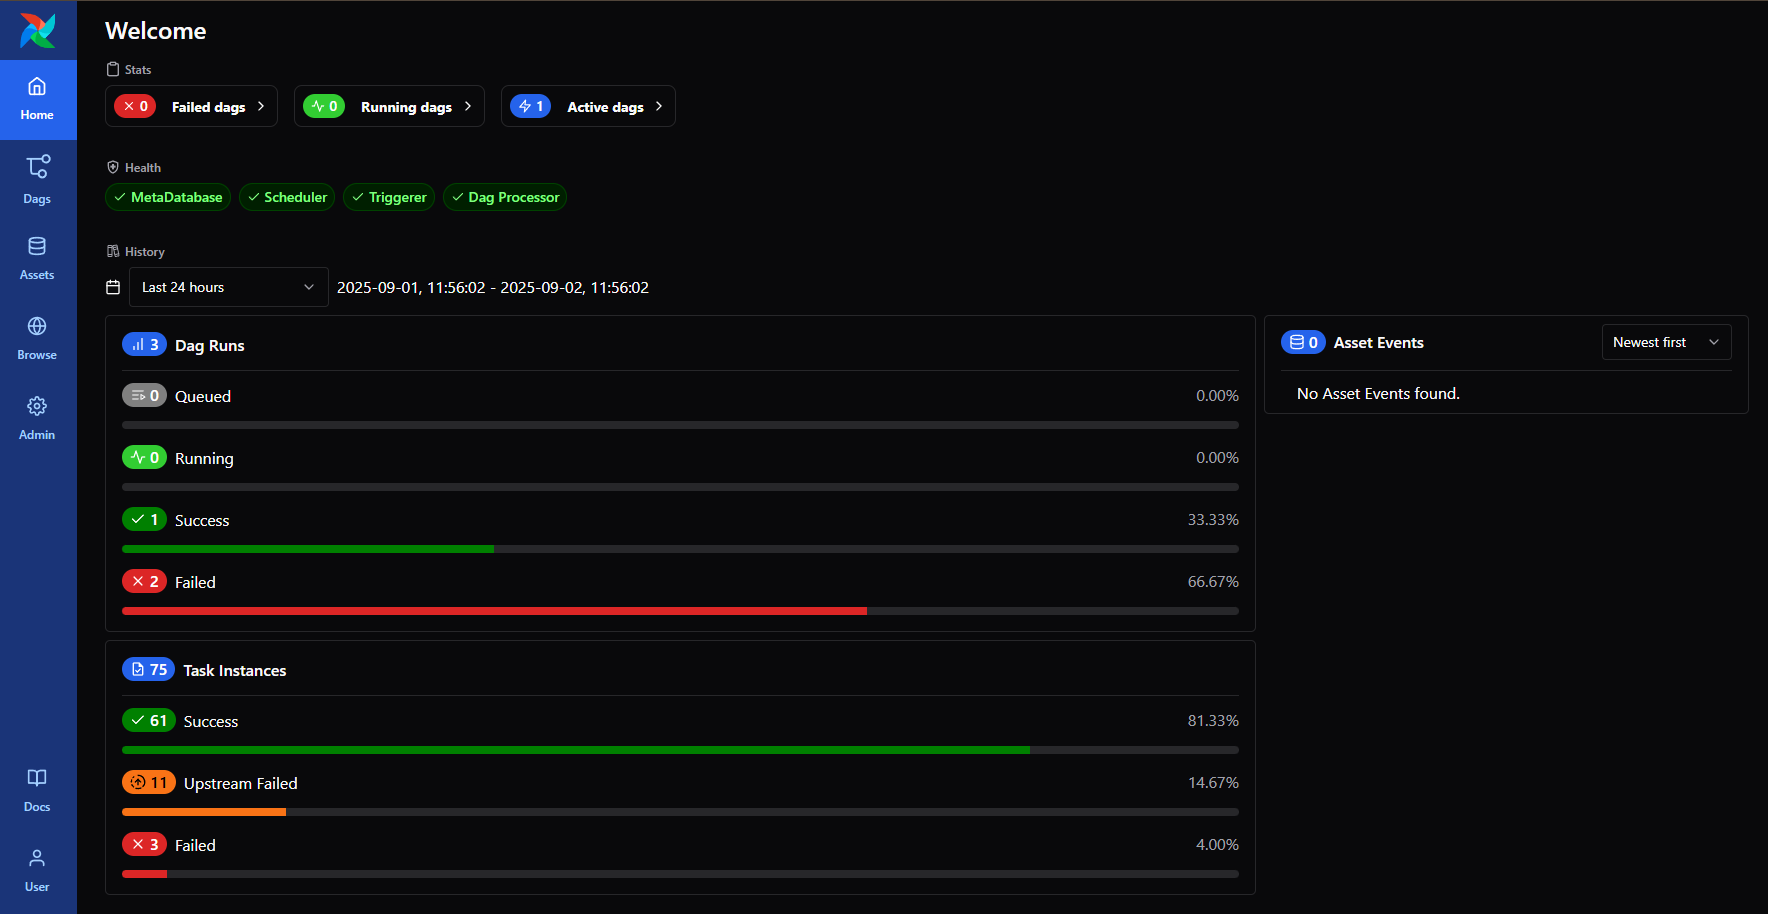 Welcome
Stats
0 Failed dags
0 Running dags
1 Active dags
Health
MetaDatabase
Scheduler
Triggerer
Dag Processor
History
Last 24 hours
2025-09-01, 11:56:02 - 2025-09-02, 11:56:02
3 Dag Runs
0 Queued 0.00%
0 Running 0.00%
1 Success 33.33%
2 Failed 66.67%
75 Task Instances
61 Success 81.33%
11 Upstream Failed 14.67%
3 Failed 4.00%
0 Asset Events
Newest first
No Asset Events found.
Home
Dags
Assets
Browse
Admin
Docs
User